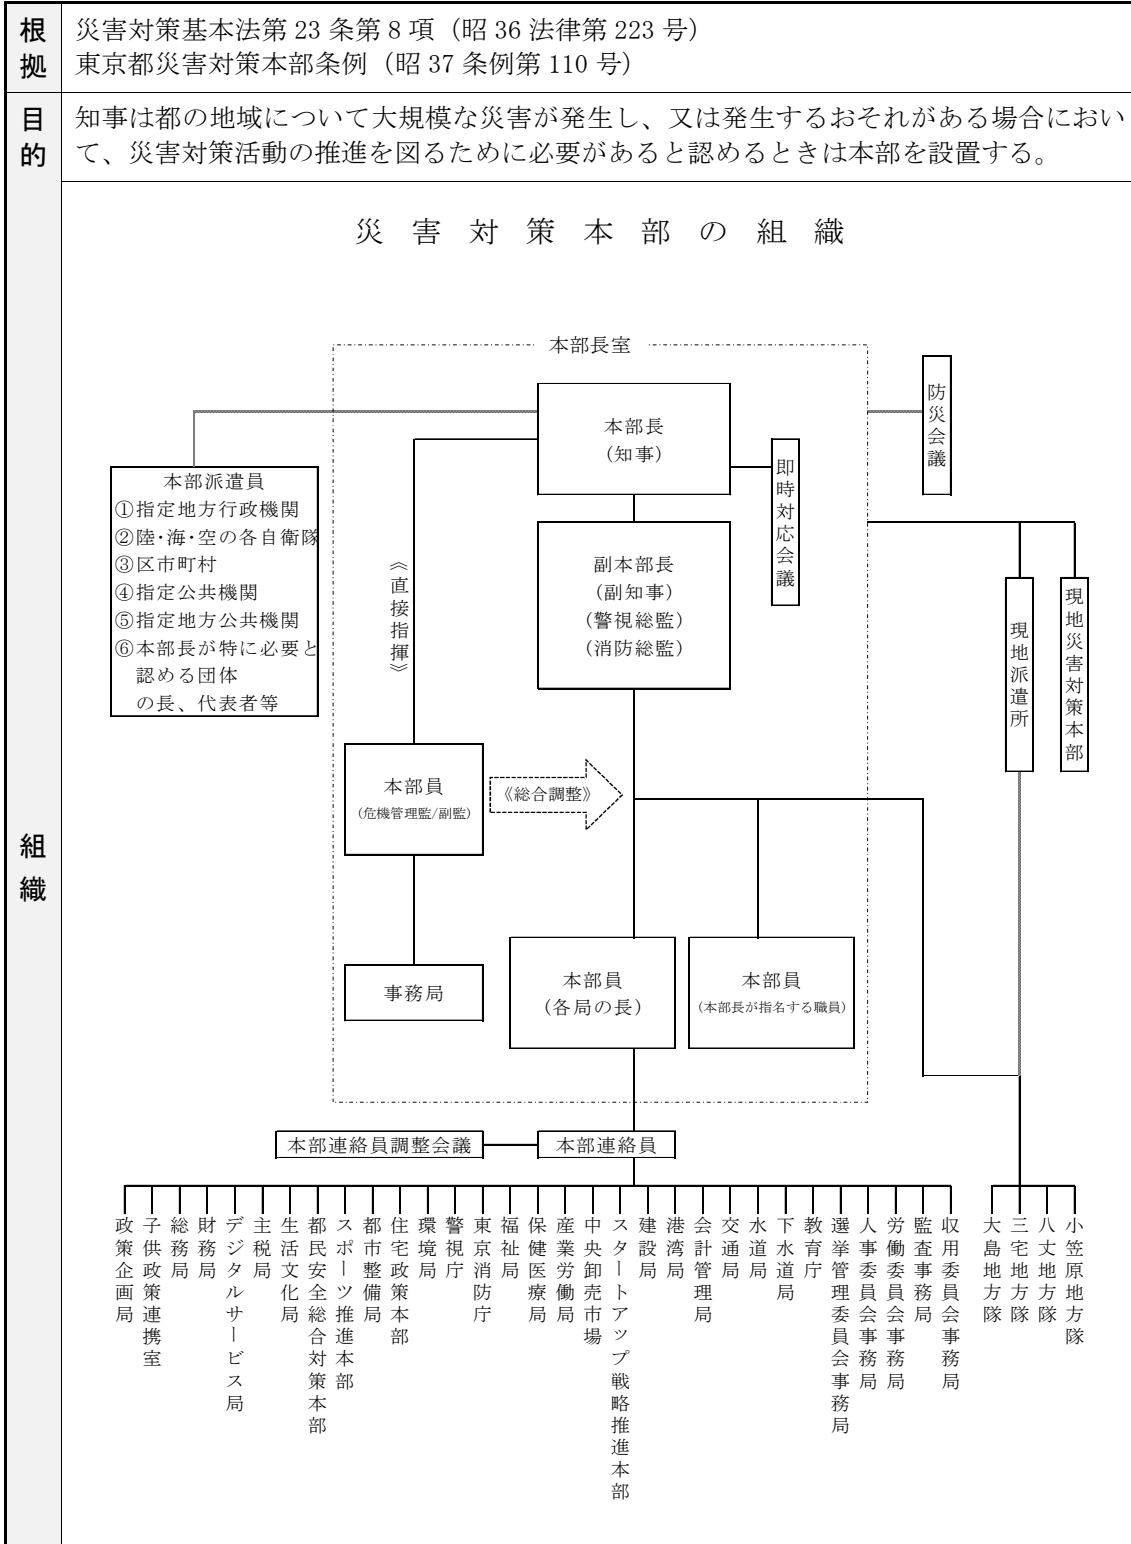 根拠
災害対策基本法第 23 条第 8 項（昭 36 法律第 223 号）
東京都災害対策本部条例（昭 37 条例第 110 号）
目的
知事は都の地域について大規模な災害が発生し、又は発生するおそれがある場合におい
て、災害対策活動の推進を図るために必要があると認めるときは本部を設置する。
組織
災害対策本部の組織
本部長室
防災会議
本部長
（知事）
即時対応会議
本部派遣員
①指定地方行政機関
②陸・海・空の各自衛隊
③区市町村
④指定公共機関
⑤指定地方公共機関
⑥本部長が特に必要と
認める団体
の長、代表者等
《直接指揮》
副本部長
（副知事）
（警視総監）
（消防総監）
現地派遣所
現地災害対策本部
本部員
（危機管理監/副監）
《総合調整》
事務局
本部員
（各局の長）
本部員
（本部長が指名する職員）
本部連絡員調整会議
本部連絡員
政策企画局
子供政策連携室
総務局
財務局
デジタルサービス局
主税局
生活文化局
都民安全総合対策本部
スポーツ推進本部
都市整備局
住宅政策本部
環境局
警視庁
東京消防庁
福祉局
保健医療局
産業労働局
中央卸売市場
スタートアップ戦略推進本部
建設局
港湾局
会計管理局
交通局
水道局
下水道局
教育庁
選挙管理委員会事務局
人事委員会事務局
労働委員会事務局
監査事務局
収用委員会事務局
大島地方隊
三宅地方隊
八丈地方隊
小笠原地方隊